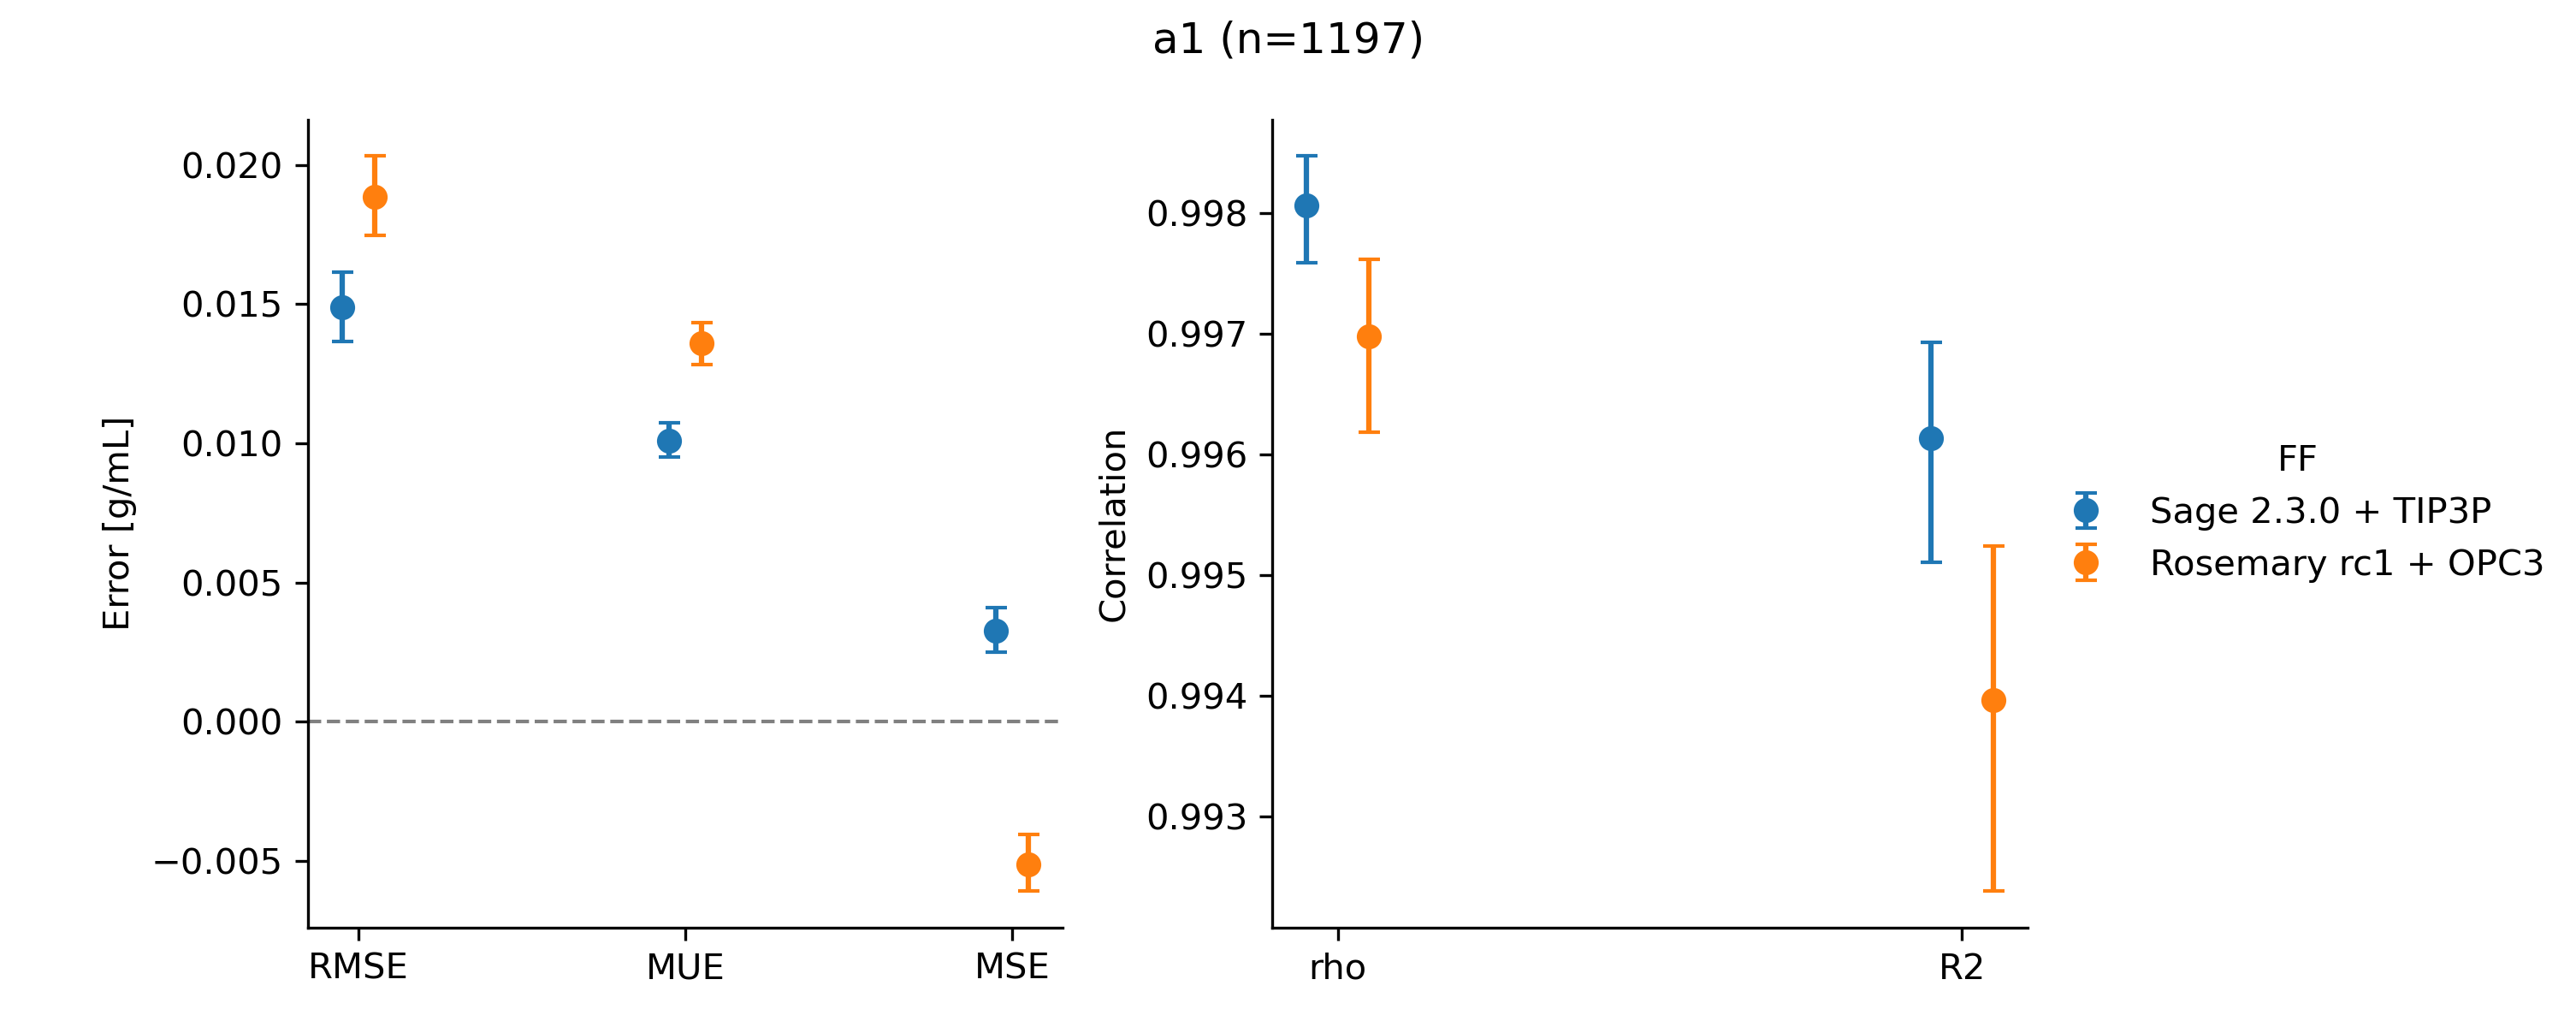 a1 (n=1197)
Error [g/mL]
0.020
0.015
0.010
0.005
0.000
−0.005
RMSE
MUE
MSE
Correlation
0.998
0.997
0.996
0.995
0.994
0.993
rho
R2
FF
Sage 2.3.0 + TIP3P
Rosemary rc1 + OPC3